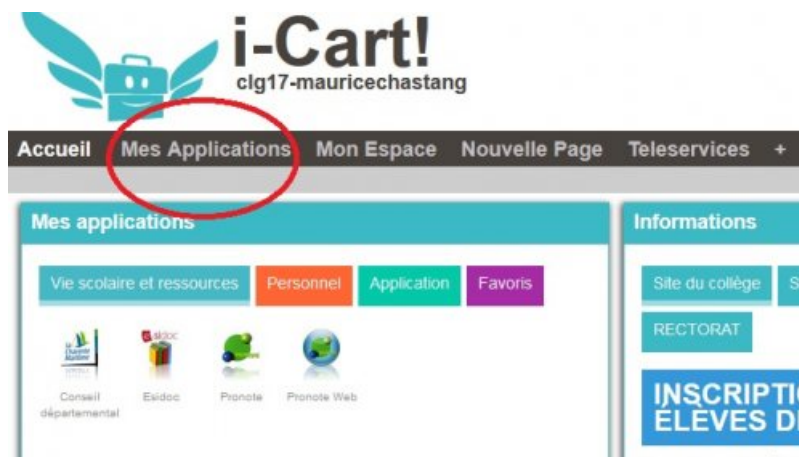 i-Cart!
clg17-mauricechastang
Accueil Mes Applications Mon Espace Nouvelle Page Teleservices +
Mes applications
Vie scolaire et ressources Personnel Application Favoris
Conseil départemental
Esidoc
Pronote
Pronote Web
Informations
Site du collège S
RECTORAT
INSCRIPTI
ÉLÈVES D